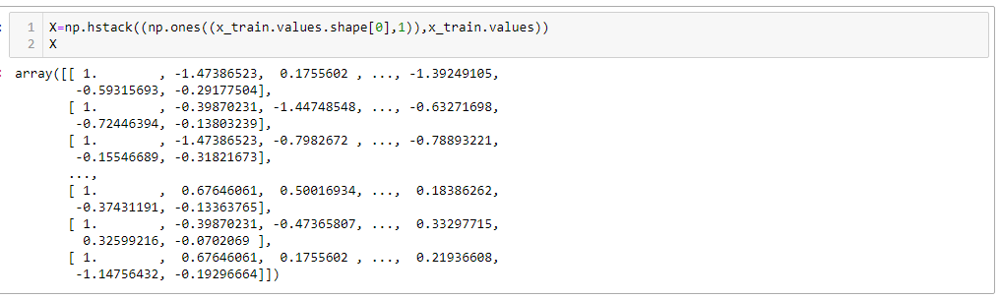 1 X=np.hstack((np.ones((x_train.values.shape[0],1)),x_train.values))
2 X
array([[ 1.        , -1.47386523,  0.1755602 , ..., -1.39249105,
        -0.59315693, -0.29177504],
       [ 1.        , -0.39870231, -1.44748548, ..., -0.63271698,
        -0.72446394, -0.13803239],
       [ 1.        , -1.47386523, -0.7982672 , ..., -0.78893221,
        -0.15546689, -0.31821673],
       ...,
       [ 1.        ,  0.67646061,  0.50016934, ...,  0.18386262,
        -0.37431191, -0.13363765],
       [ 1.        , -0.39870231, -0.47365807, ...,  0.33297715,
         0.32599216, -0.0702069 ],
       [ 1.        ,  0.67646061,  0.1755602 , ...,  0.21936608,
        -1.14756432, -0.19296664]])